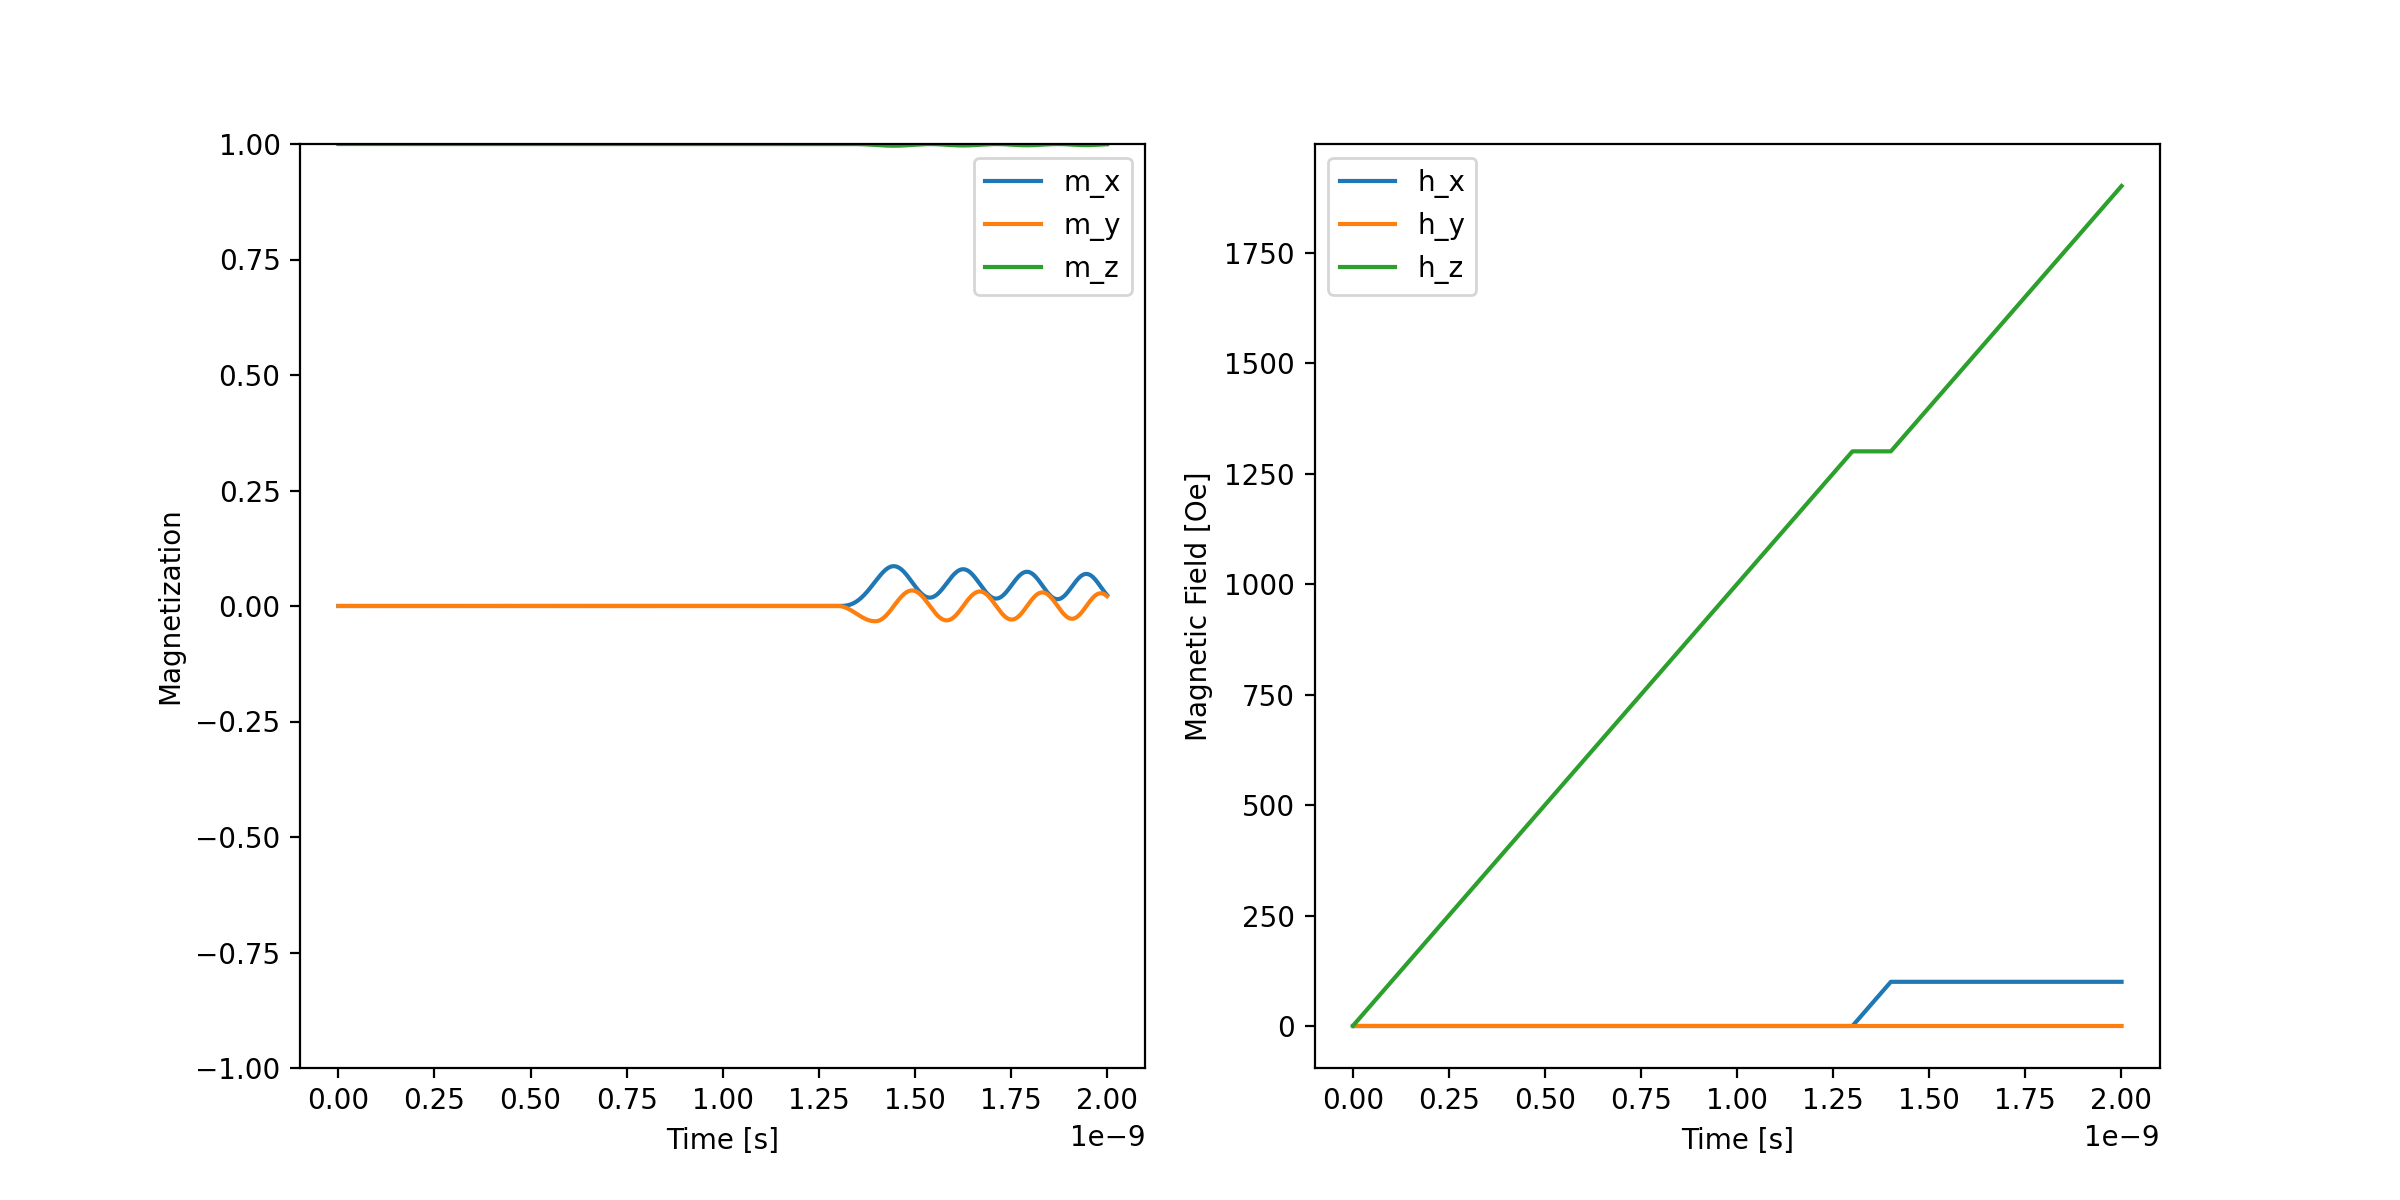 1.00
0.75
0.50
0.25
0.00
−0.25
−0.50
−0.75
−1.00
Magnetization
m_x
m_y
m_z
0.00 0.25 0.50 0.75 1.00 1.25 1.50 1.75 2.00
Time [s]
1e−9
1750
1500
1250
1000
750
500
250
0
Magnetic Field [Oe]
h_x
h_y
h_z
0.00 0.25 0.50 0.75 1.00 1.25 1.50 1.75 2.00
Time [s]
1e−9